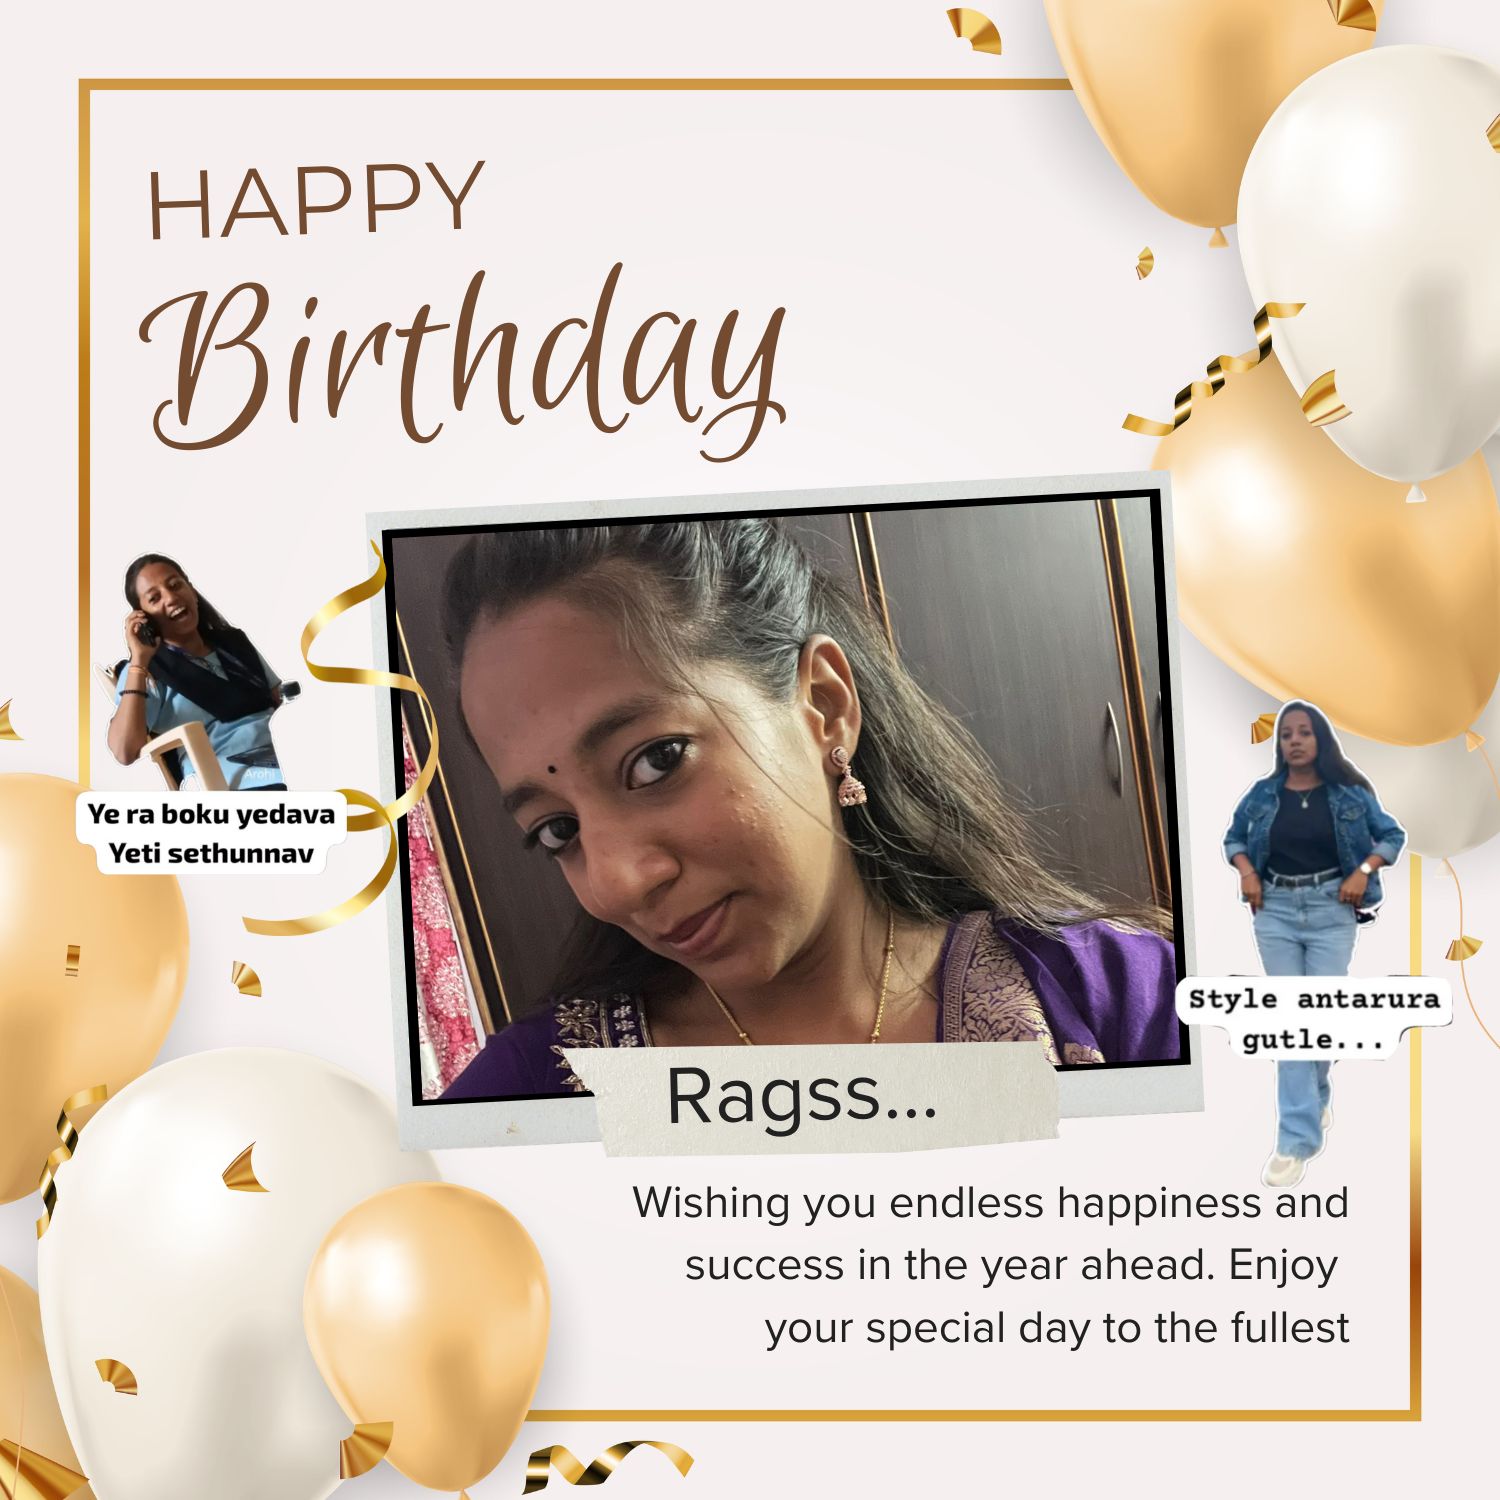 HAPPY
Birthday
Arohi
Ye ra boku yedava
Yeti sethunnav
Style antarura
gutle...
Ragss...
Wishing you endless happiness and
success in the year ahead. Enjoy
your special day to the fullest